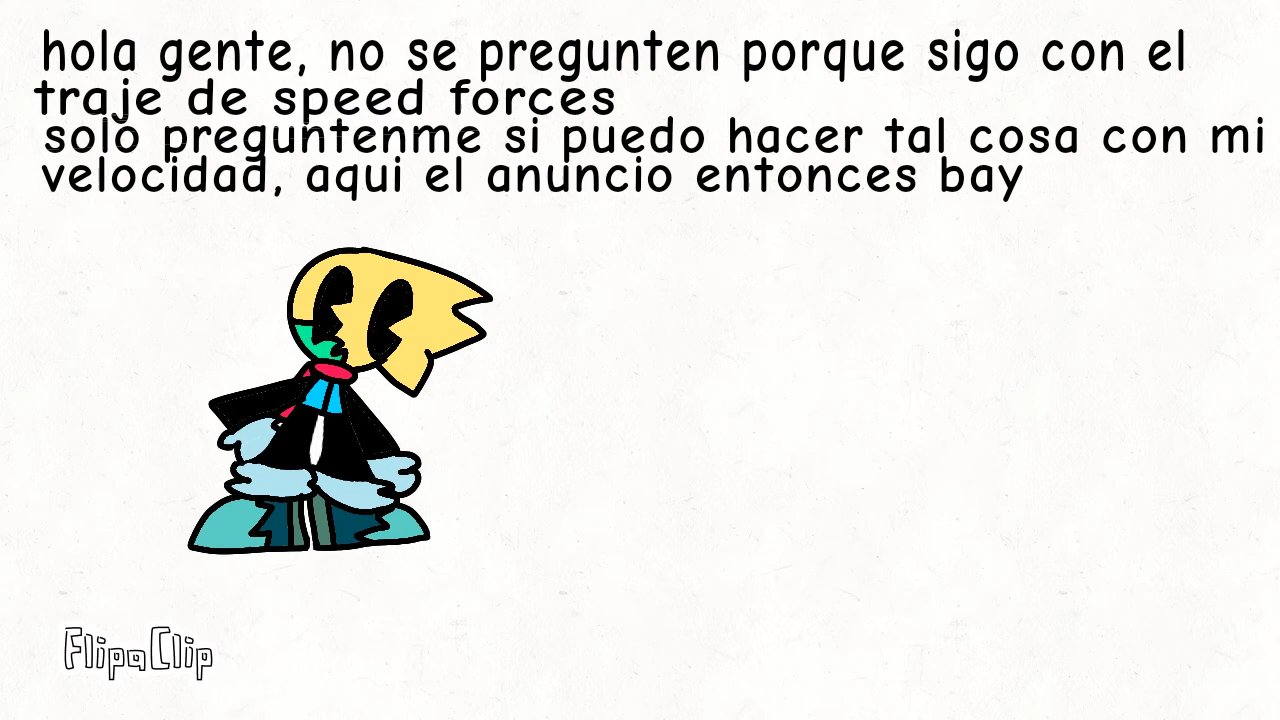 hola gente, no se pregunten porque sigo con el
traje de speed forces
solo preguntenme si puedo hacer tal cosa con mi
velocidad, aqui el anuncio entonces bay
FlipaClip